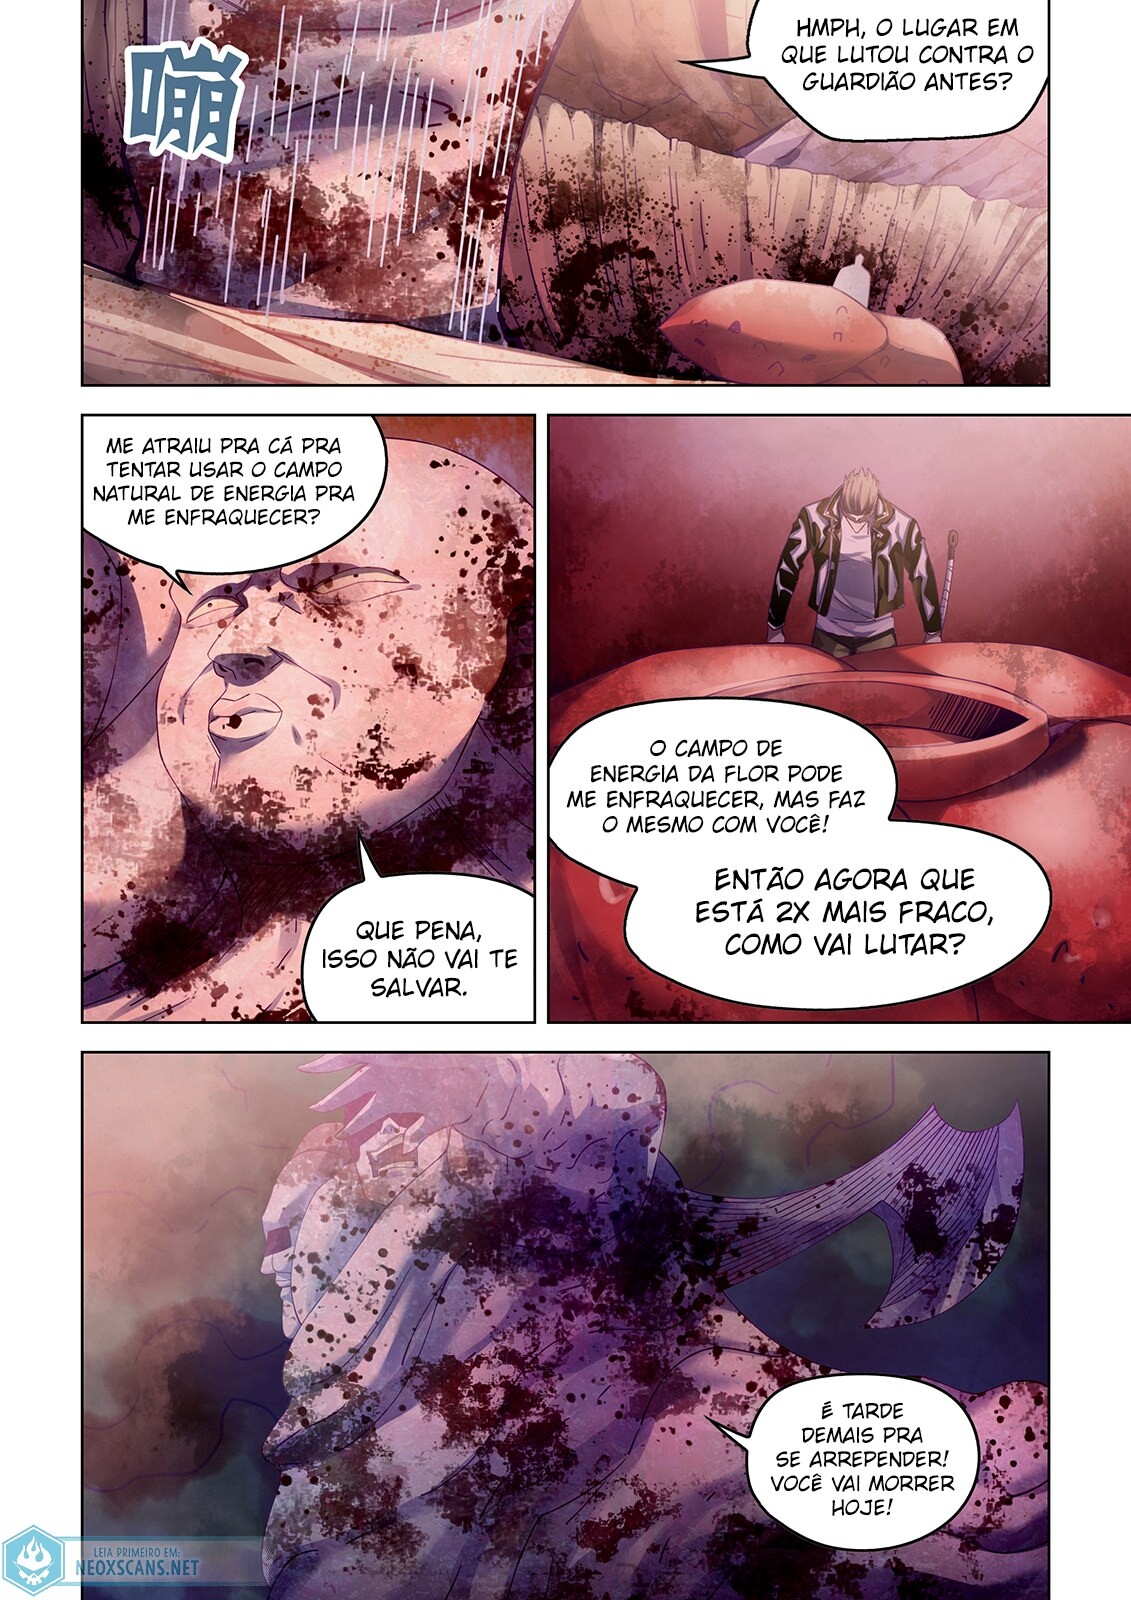 HMPH, O LUGAR EM
QUE LUTOU CONTRA O
GUARDIÃO ANTES?
嘣
ME ATRAIU PRA CÁ PRA
TENTAR USAR O CAMPO
NATURAL DE ENERGIA PRA
ME ENFRAQUECER?
QUE PENA,
ISSO NÃO VAI TE
SALVAR.
O CAMPO DE
ENERGIA DA FLOR PODE
ME ENFRAQUECER, MAS FAZ
O MESMO COM VOCÊ!
ENTÃO AGORA QUE
ESTÁ 2X MAIS FRACO,
COMO VAI LUTAR?
É TARDE
DEMAIS PRA
SE ARREPENDER!
VOCÊ VAI MORRER
HOJE!
LEIA PRIMEIRO EM:
NEOXSCANS.NET